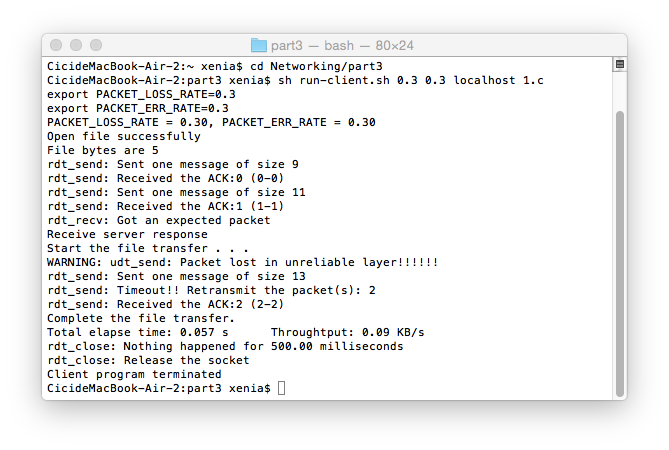 part3 — bash — 80×24
CicideMacBook-Air-2:~ xenia$ cd Networking/part3
CicideMacBook-Air-2:part3 xenia$ sh run-client.sh 0.3 0.3 localhost 1.c
export PACKET_LOSS_RATE=0.3
export PACKET_ERR_RATE=0.3
PACKET_LOSS_RATE = 0.30, PACKET_ERR_RATE = 0.30
Open file successfully
File bytes are 5
rdt_send: Sent one message of size 9
rdt_send: Received the ACK:0 (0-0)
rdt_send: Sent one message of size 11
rdt_send: Received the ACK:1 (1-1)
rdt_recv: Got an expected packet
Receive server response
Start the file transfer . . .
WARNING: udt_send: Packet lost in unreliable layer!!!!!!
rdt_send: Sent one message of size 13
rdt_send: Timeout!! Retransmit the packet(s): 2
rdt_send: Received the ACK:2 (2-2)
Complete the file transfer.
Total elapse time: 0.057 s      Throughtput: 0.09 KB/s
rdt_close: Nothing happened for 500.00 milliseconds
rdt_close: Release the socket
Client program terminated
CicideMacBook-Air-2:part3 xenia$